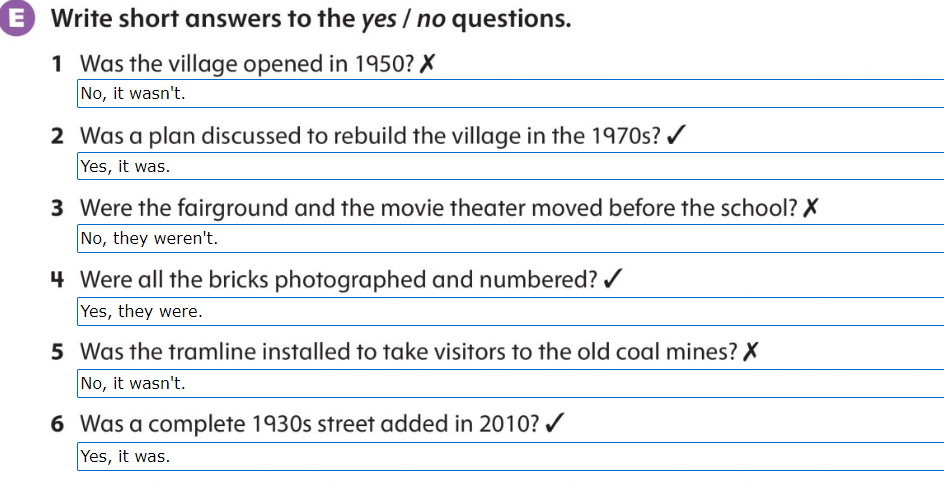 E Write short answers to the yes / no questions.
1 Was the village opened in 1950? ✗
No, it wasn't.
2 Was a plan discussed to rebuild the village in the 1970s? ✓
Yes, it was.
3 Were the fairground and the movie theater moved before the school? ✗
No, they weren't.
4 Were all the bricks photographed and numbered? ✓
Yes, they were.
5 Was the tramline installed to take visitors to the old coal mines? ✗
No, it wasn't.
6 Was a complete 1930s street added in 2010? ✓
Yes, it was.